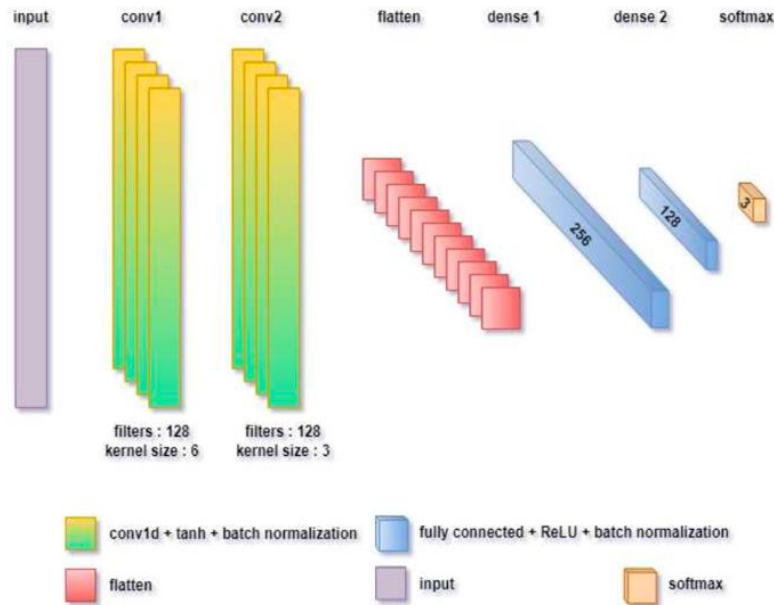 input conv1 conv2 flatten dense 1 dense 2 softmax
256
128
3
filters : 128
kernel size : 6
filters : 128
kernel size : 3
conv1d + tanh + batch normalization
fully connected + ReLU + batch normalization
flatten
input
softmax